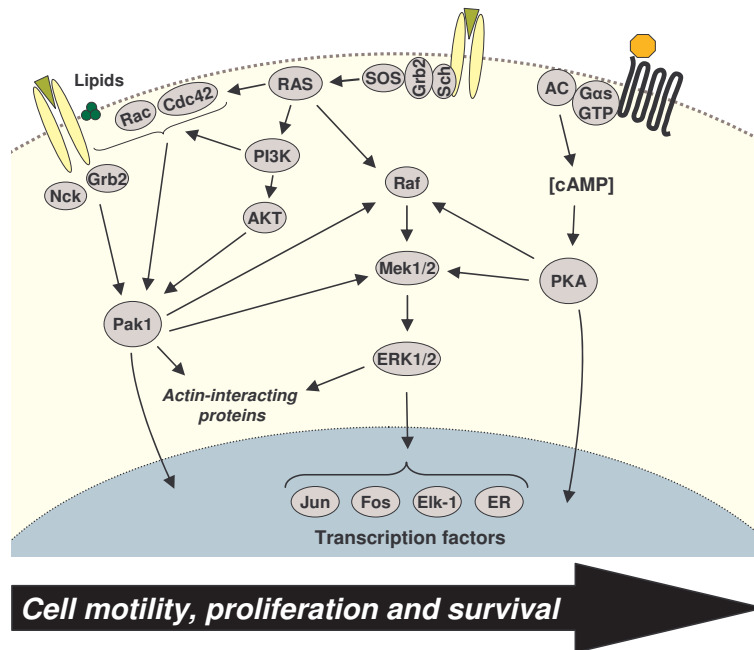 Lipids
Rac
Cdc42
RAS
SOS
Grb2
Sch
AC
Gαs
GTP
Nck
Grb2
PI3K
Raf
[cAMP]
AKT
Mek1/2
PKA
Pak1
ERK1/2
Actin-interacting
proteins
Jun
Fos
Elk-1
ER
Transcription factors
Cell motility, proliferation and survival